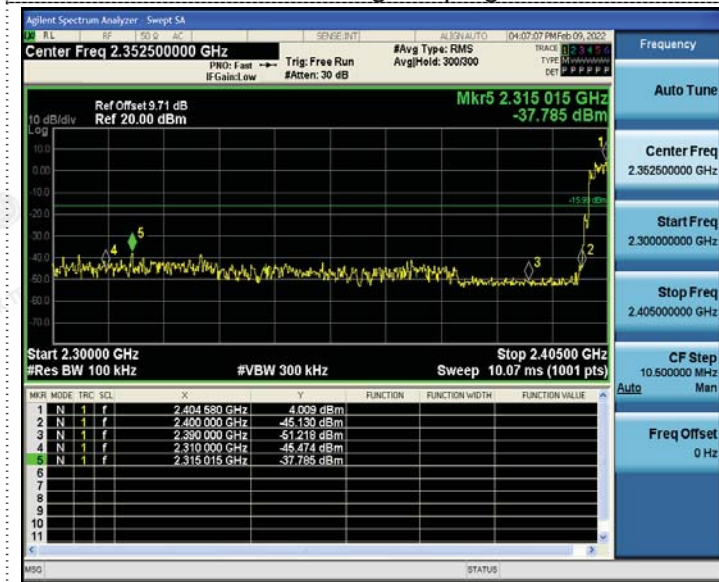 Agilent Spectrum Analyzer - Swept SA
RL RF 50 Ω AC SENSE:INT ALIGN AUTO 04:07:07 PM Feb 09, 2022
Center Freq 2.352500000 GHz
PNO: Fast Trig: Free Run
IFGain:Low #Atten: 30 dB
#Avg Type: RMS
Avg|Hold: 300/300
TRACE 1 2 3 4 5 6
TYPE M
DET P P P P P P
Frequency
Auto Tune
Center Freq
2.352500000 GHz
Start Freq
2.300000000 GHz
Stop Freq
2.405000000 GHz
CF Step
10.500000 MHz
Auto Man
Freq Offset
0 Hz
Mkr5 2.315 015 GHz
-37.785 dBm
Ref Offset 9.71 dB
10 dB/div Ref 20.00 dBm
Log
10.0
0.00
-10.0
-20.0
-30.0
-40.0
-50.0
-60.0
-70.0
1
2
3
4
5
Start 2.30000 GHz Stop 2.40500 GHz
#Res BW 100 kHz #VBW 300 kHz Sweep 10.07 ms (1001 pts)
MKR MODE TRC SCL X Y FUNCTION FUNCTION WIDTH FUNCTION VALUE
1 N 1 f 2.404 580 GHz 4.009 dBm
2 N 1 f 2.400 000 GHz -45.130 dBm
3 N 1 f 2.390 000 GHz -51.218 dBm
4 N 1 f 2.310 000 GHz -45.474 dBm
5 N 1 f 2.315 015 GHz -37.785 dBm
6
7
8
9
10
11
MSG STATUS